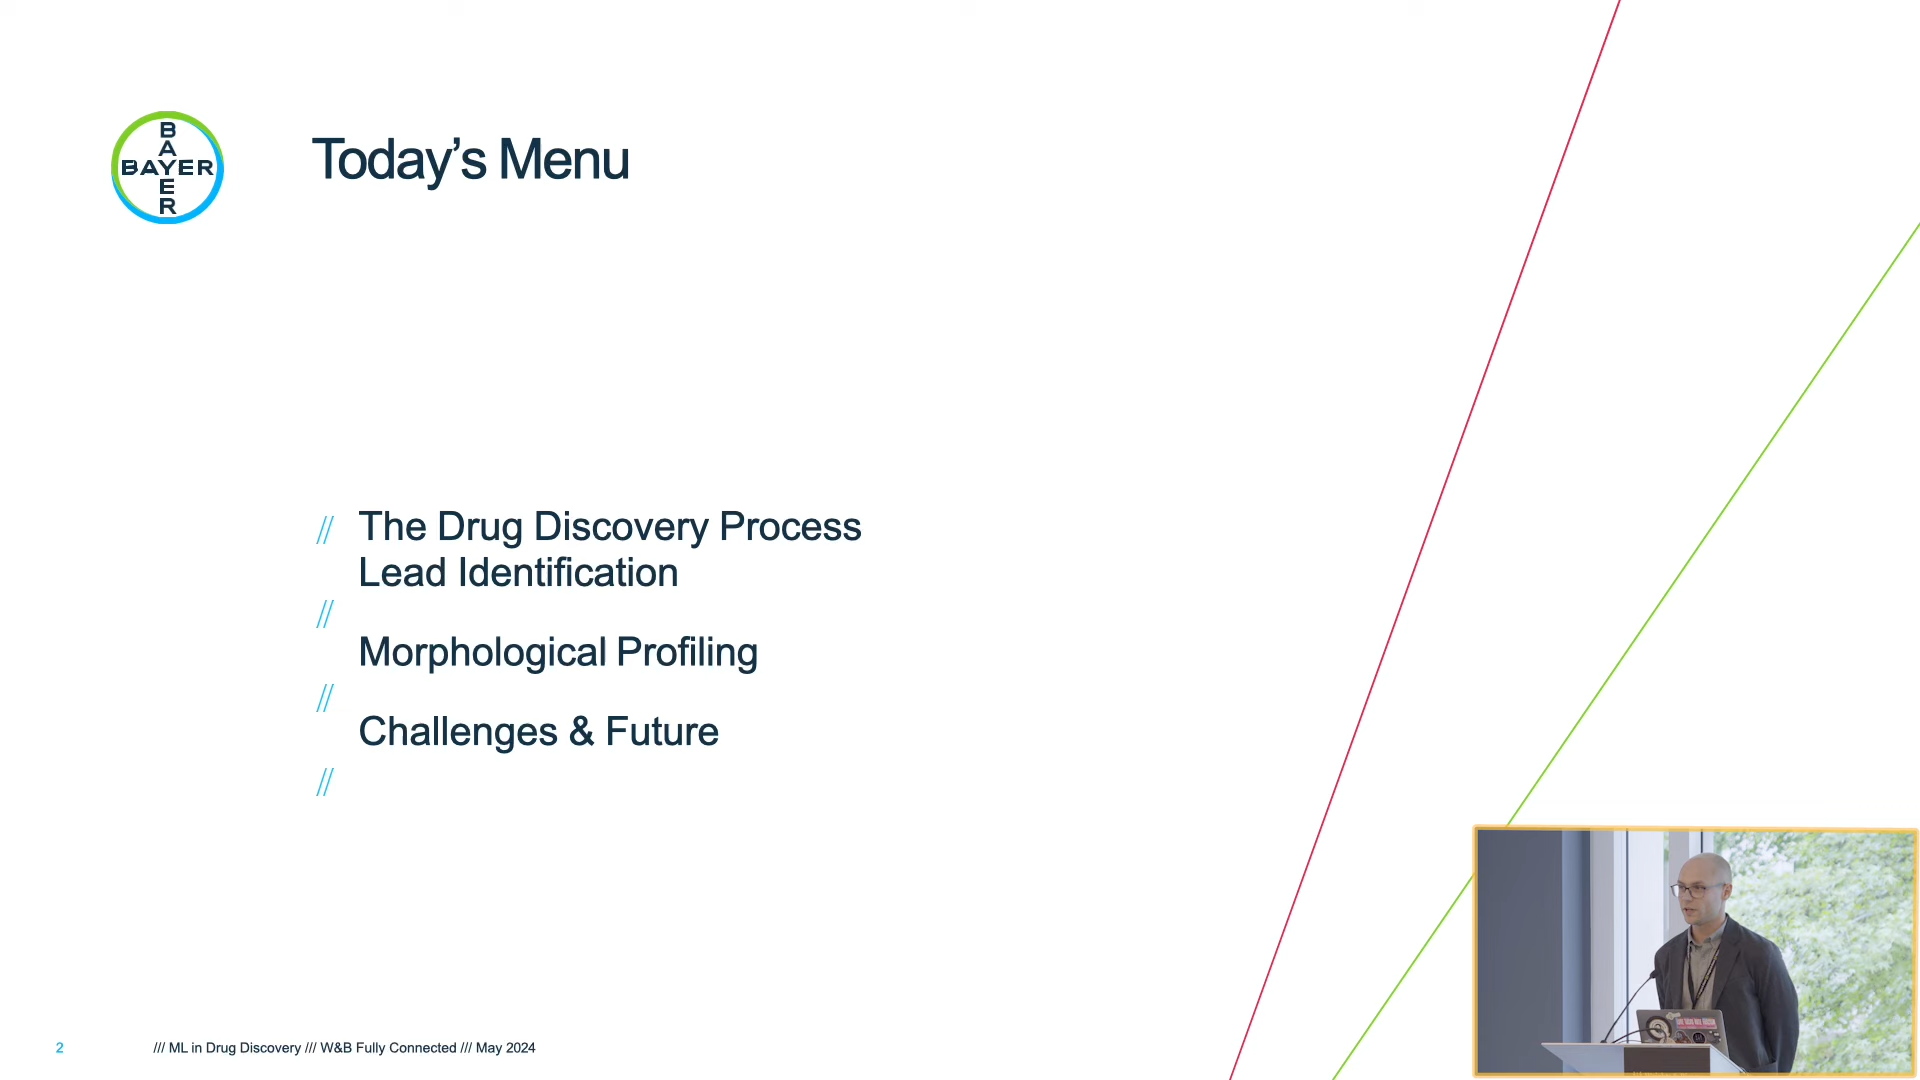 BAYER
BAYER
Today's Menu
// The Drug Discovery Process
Lead Identification
//
Morphological Profiling
//
Challenges & Future
//
2 /// ML in Drug Discovery /// W&B Fully Connected /// May 2024